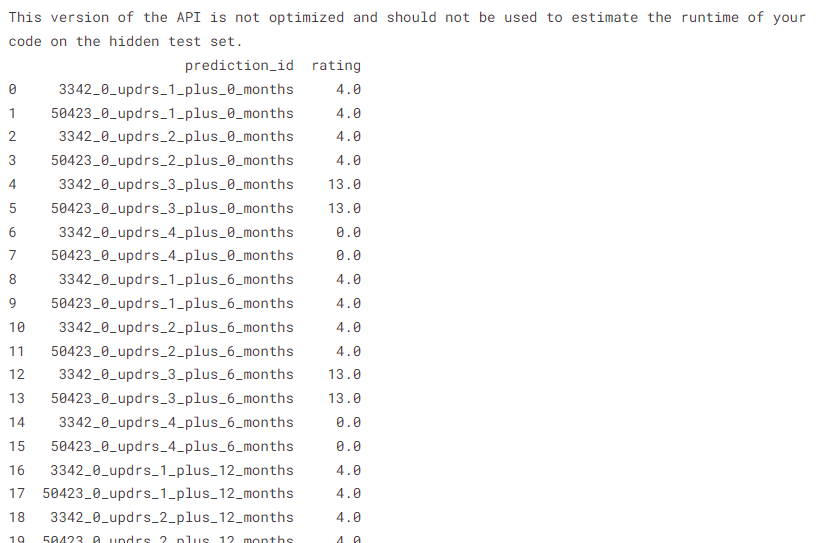 This version of the API is not optimized and should not be used to estimate the runtime of your
code on the hidden test set.
prediction_id rating
0 3342_0_updrs_1_plus_0_months 4.0
1 50423_0_updrs_1_plus_0_months 4.0
2 3342_0_updrs_2_plus_0_months 4.0
3 50423_0_updrs_2_plus_0_months 4.0
4 3342_0_updrs_3_plus_0_months 13.0
5 50423_0_updrs_3_plus_0_months 13.0
6 3342_0_updrs_4_plus_0_months 0.0
7 50423_0_updrs_4_plus_0_months 0.0
8 3342_0_updrs_1_plus_6_months 4.0
9 50423_0_updrs_1_plus_6_months 4.0
10 3342_0_updrs_2_plus_6_months 4.0
11 50423_0_updrs_2_plus_6_months 4.0
12 3342_0_updrs_3_plus_6_months 13.0
13 50423_0_updrs_3_plus_6_months 13.0
14 3342_0_updrs_4_plus_6_months 0.0
15 50423_0_updrs_4_plus_6_months 0.0
16 3342_0_updrs_1_plus_12_months 4.0
17 50423_0_updrs_1_plus_12_months 4.0
18 3342_0_updrs_2_plus_12_months 4.0
19 50423_0_updrs_2_plus_12_months 4.0